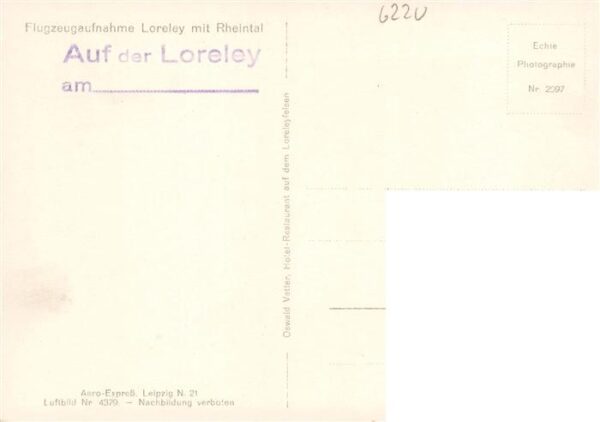 Flugzeugaufnahme Loreley mit Rheintal
Auf der Loreley
am
6220
Echte
Photographie
Nr. 2097
Oswald Vatter, Hotel-Restaurant auf dem Loreleyfelsen
Aero-Expreß, Leipzig N. 21
Luftbild Nr 4379 – Nachbildung verboten